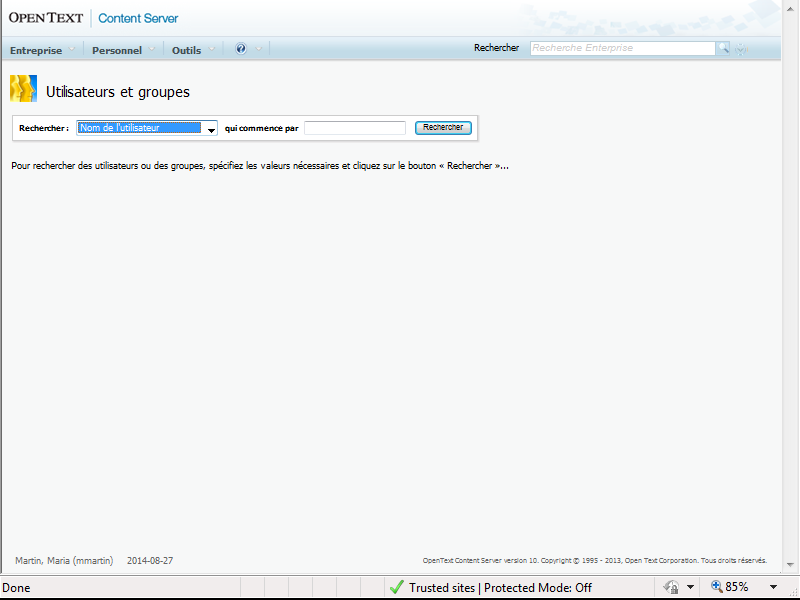 OPEN TEXT | Content Server
Entreprise Personnel Outils Rechercher Recherche Enterprise
Utilisateurs et groupes
Rechercher : Nom de l'utilisateur qui commence par Rechercher
Pour rechercher des utilisateurs ou des groupes, spécifiez les valeurs nécessaires et cliquez sur le bouton « Rechercher »...
Martin, Maria (mmartin) 2014-08-27 OpenText Content Server version 10. Copyright © 1995 - 2013, Open Text Corporation. Tous droits réservés.
Done Trusted sites | Protected Mode: Off 85%